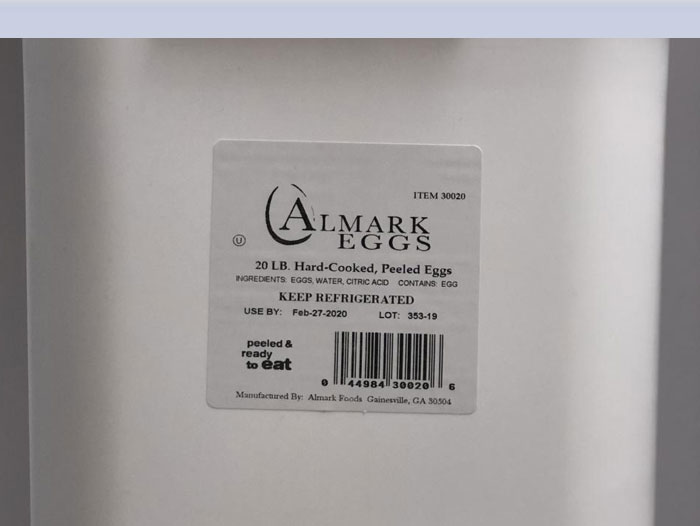 ITEM 30020
ALMARK
EGGS
U
20 LB. Hard-Cooked, Peeled Eggs
INGREDIENTS: EGGS, WATER, CITRIC ACID CONTAINS: EGG
KEEP REFRIGERATED
USE BY: Feb-27-2020 LOT: 353-19
peeled &
ready
to eat
0 44984 30020 6
Manufactured By: Almark Foods Gainesville, GA 30504